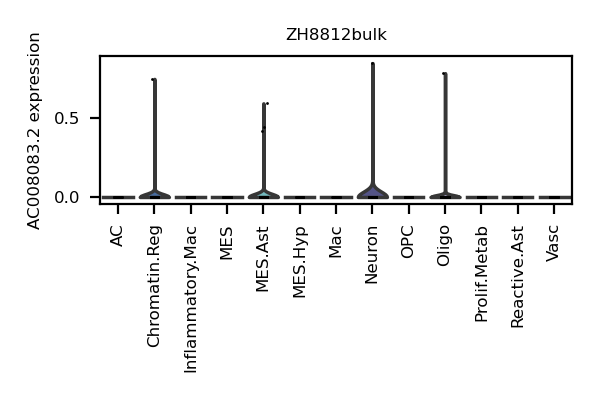 ZH8812bulk
AC008083.2 expression
0.5
0.0
AC
Chromatin.Reg
Inflammatory.Mac
MES
MES.Ast
MES.Hyp
Mac
Neuron
OPC
Oligo
Prolif.Metab
Reactive.Ast
Vasc